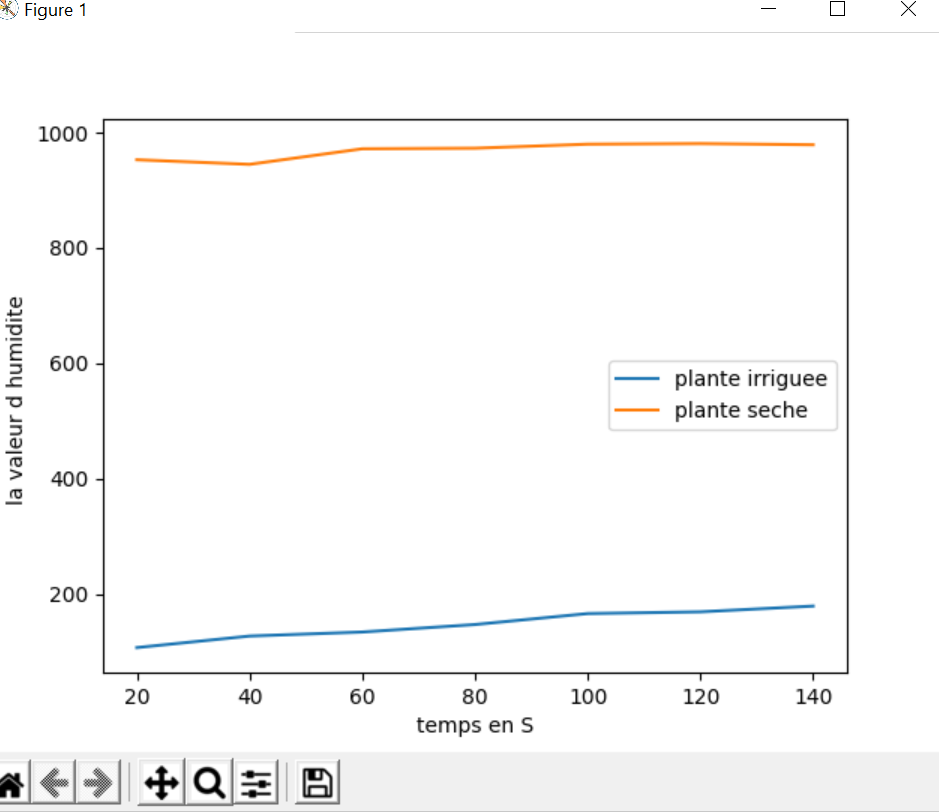 Figure 1
1000
800
600
400
200
la valeur d humidite
plante irriguee
plante seche
20 40 60 80 100 120 140
temps en S